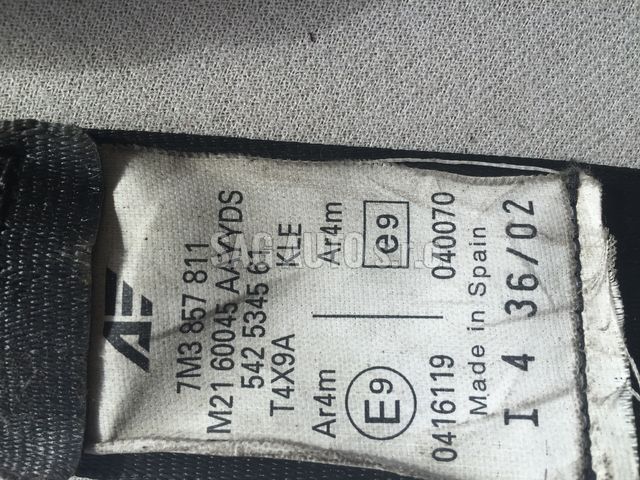 7M3 857 811
M21 60045 AAYYDS
542 5345 61
T4X9A KLE
Ar4m Ar4m
E9 e9
0416119 040070
Made in Spain
I 4 36/02